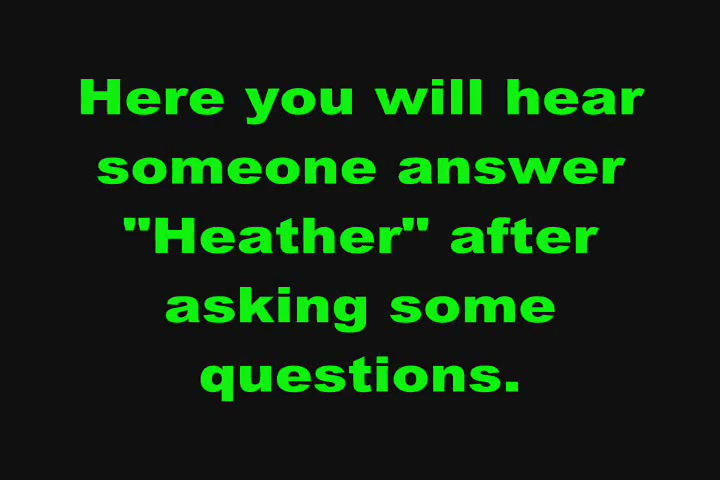 Here you will hear
someone answer
"Heather" after
asking some
questions.